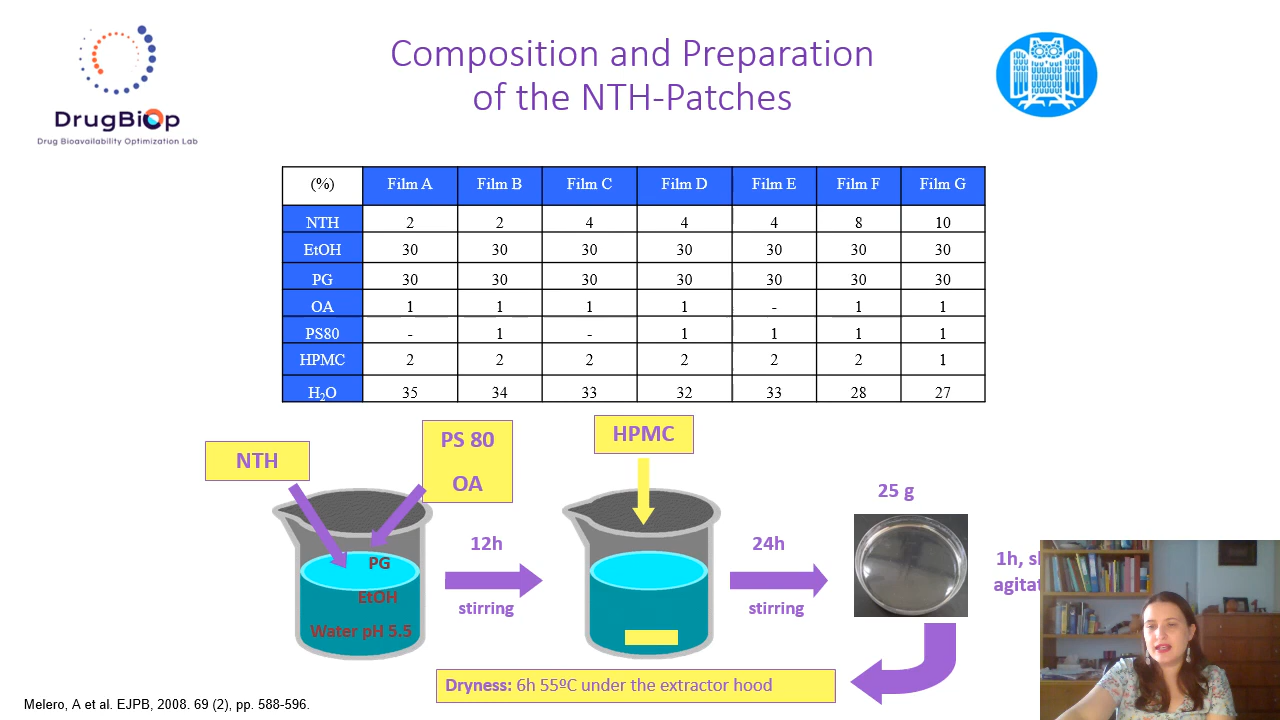 Composition and Preparation
of the NTH-Patches
DrugBiOp
Drug Bioavailability Optimization Lab
(%) Film A Film B Film C Film D Film E Film F Film G
NTH 2 2 4 4 4 8 10
EtOH 30 30 30 30 30 30 30
PG 30 30 30 30 30 30 30
OA 1 1 1 1 - 1 1
PS80 - 1 - 1 1 1 1
HPMC 2 2 2 2 2 2 1
H₂O 35 34 33 32 33 28 27
NTH
PS 80
OA
HPMC
PG
EtOH
Water pH 5.5
12h
stirring
24h
stirring
25 g
1h,
Dryness: 6h 55ºC under the extractor hood
Melero, A et al. EJPB, 2008. 69 (2), pp. 588-596.